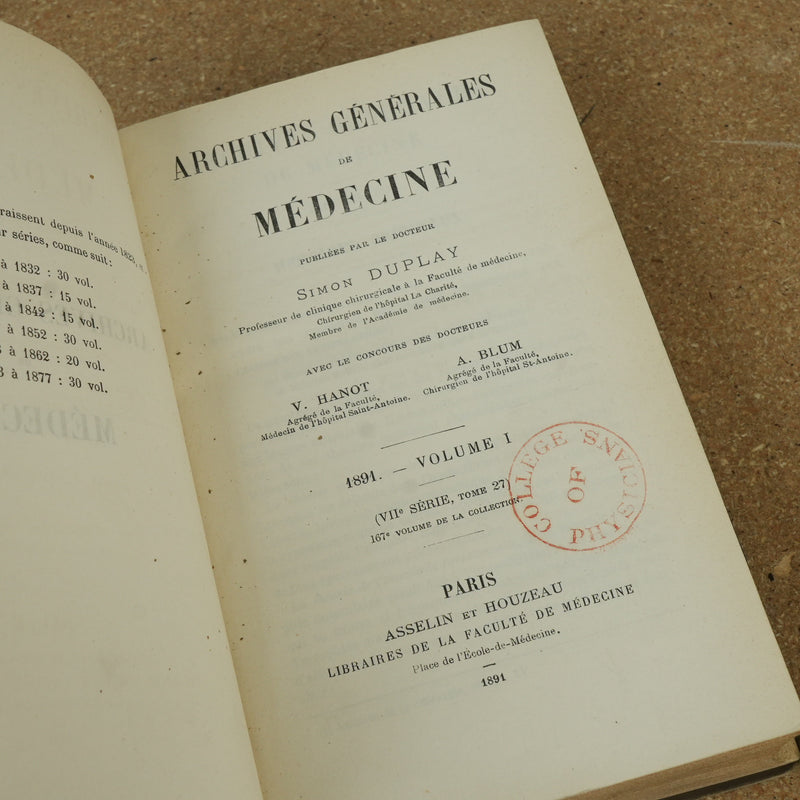 raissent depuis l'année 1823,
r séries, comme suit:
à 1832 : 30 vol.
à 1837 : 15 vol.
à 1842 : 15 vol.
à 1852 : 30 vol.
à 1862 : 20 vol.
3 à 1877 : 30 vol.
ARCHIVES GÉNÉRALES
DE
MÉDECINE
PUBLIÉES PAR LE DOCTEUR
SIMON DUPLAY
Professeur de clinique chirurgicale à la Faculté de médecine,
Chirurgien de l'hôpital La Charité,
Membre de l'Académie de médecine.
AVEC LE CONCOURS DES DOCTEURS
V. HANOT
Agrégé de la Faculté,
Médecin de l'hôpital Saint-Antoine.
A. BLUM
Agrégé de la Faculté,
Chirurgien de l'hôpital St-Antoine.
1891. — VOLUME I
(VIIe SÉRIE, TOME 27)
167e VOLUME DE LA COLLECTION.
COLLEGE
OF
PHYSICIANS
PARIS
ASSELIN ET HOUZEAU
LIBRAIRES DE LA FACULTÉ DE MÉDECINE
Place de l'École-de-Médecine.
1891